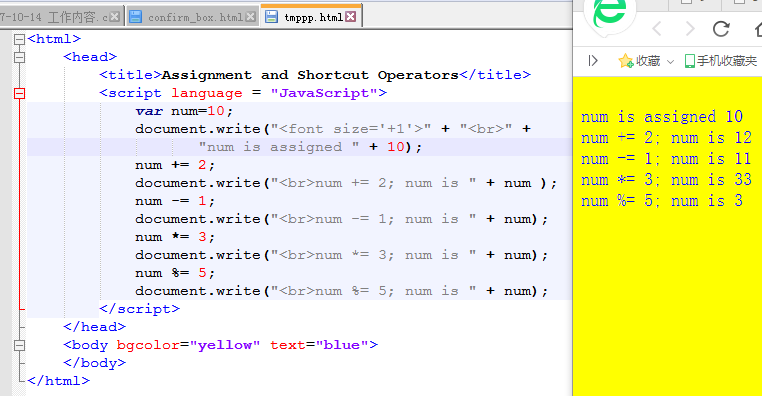 7-10-14 工作内容.c confirm_box.html tmppp.html
<html>
<head>
<title>Assignment and Shortcut Operators</title>
<script language = "JavaScript">
var num=10;
document.write("<font size='+1'>" + "<br>" +
"num is assigned " + 10);
num += 2;
document.write("<br>num += 2; num is " + num );
num -= 1;
document.write("<br>num -= 1; num is " + num);
num *= 3;
document.write("<br>num *= 3; num is " + num);
num %= 5;
document.write("<br>num %= 5; num is " + num);
</script>
</head>
<body bgcolor="yellow" text="blue">
</body>
</html>
收藏 手机收藏夹
num is assigned 10
num += 2; num is 12
num -= 1; num is 11
num *= 3; num is 33
num %= 5; num is 3